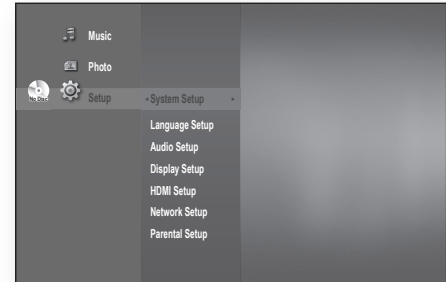 Music
Photo
No Disc
Setup
◂ System Setup ▸
Language Setup
Audio Setup
Display Setup
HDMI Setup
Network Setup
Parental Setup